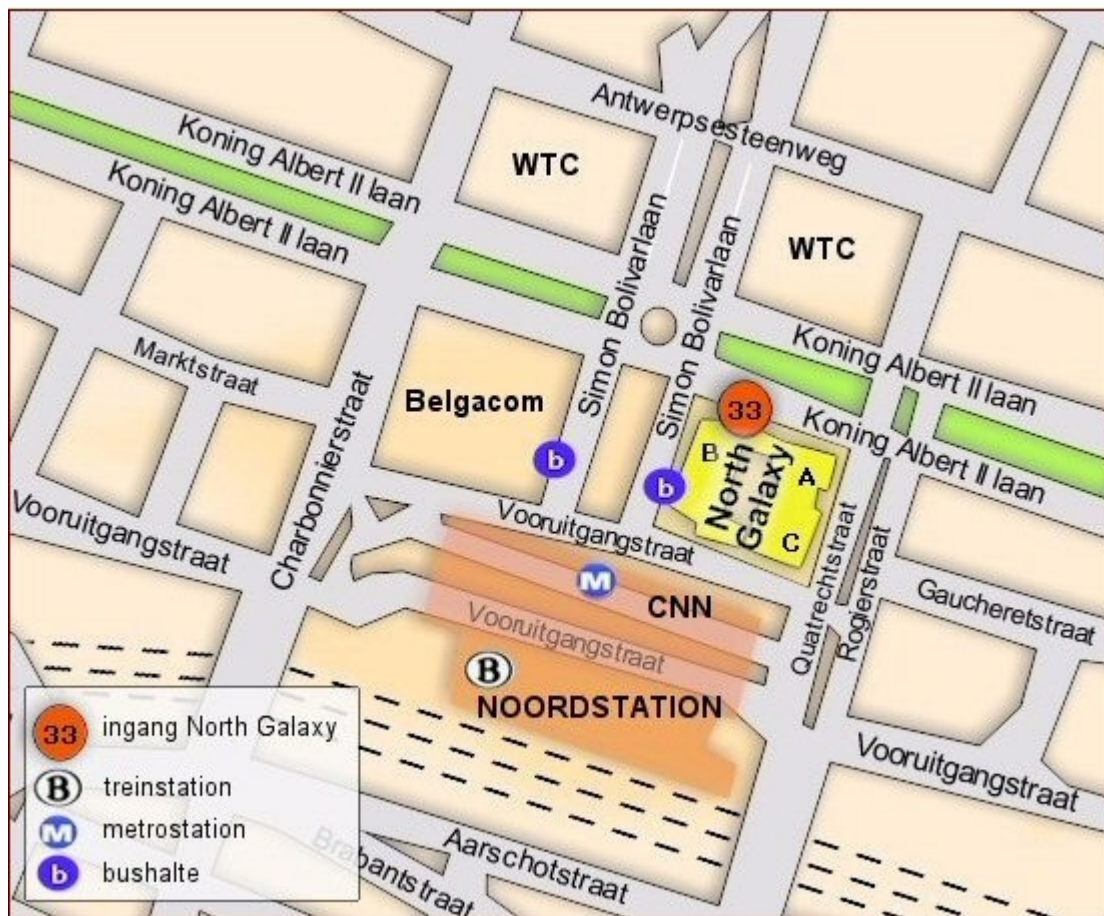 Antwerpsesteenweg
Koning Albert II laan
Koning Albert II laan
WTC
WTC
Simon Bolivarlaan
Simon Bolivarlaan
Koning Albert II laan
Koning Albert II laan
Marktstraat
Belgacom
33
B
A
C
North
Galaxy
b
b
Charbonnierstraat
Vooruitgangstraat
Vooruitgangstraat
M
CNN
Vooruitgangstraat
Quatrechtstraat
Rogierstraat
Gaucheretstraat
B
NOORDSTATION
Vooruitgangstraat
Aarschotstraat
Brabantstraat
33 ingang North Galaxy
B treinstation
M metrostation
b bushalte